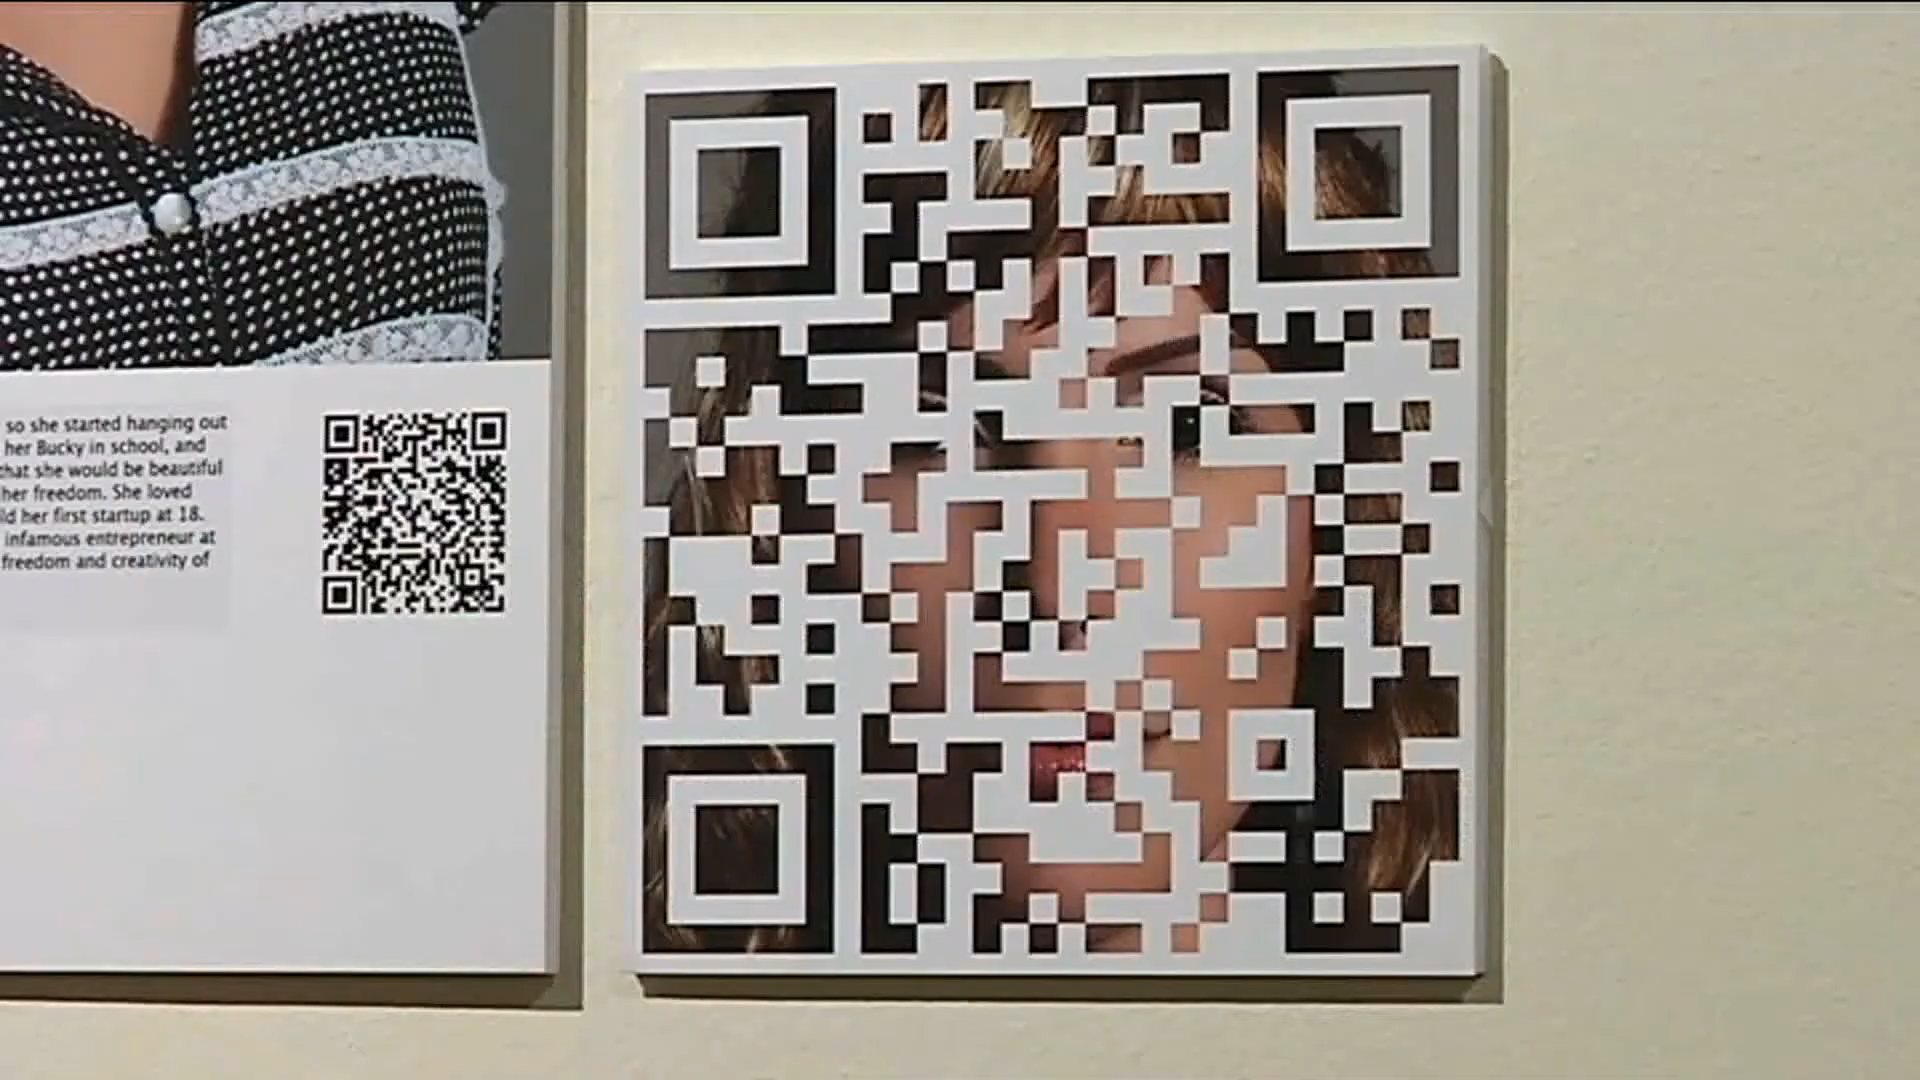 so she started hanging out
her Bucky in school, and
that she would be beautiful
her freedom. She loved
ld her first startup at 18.
infamous entrepreneur at
freedom and creativity of